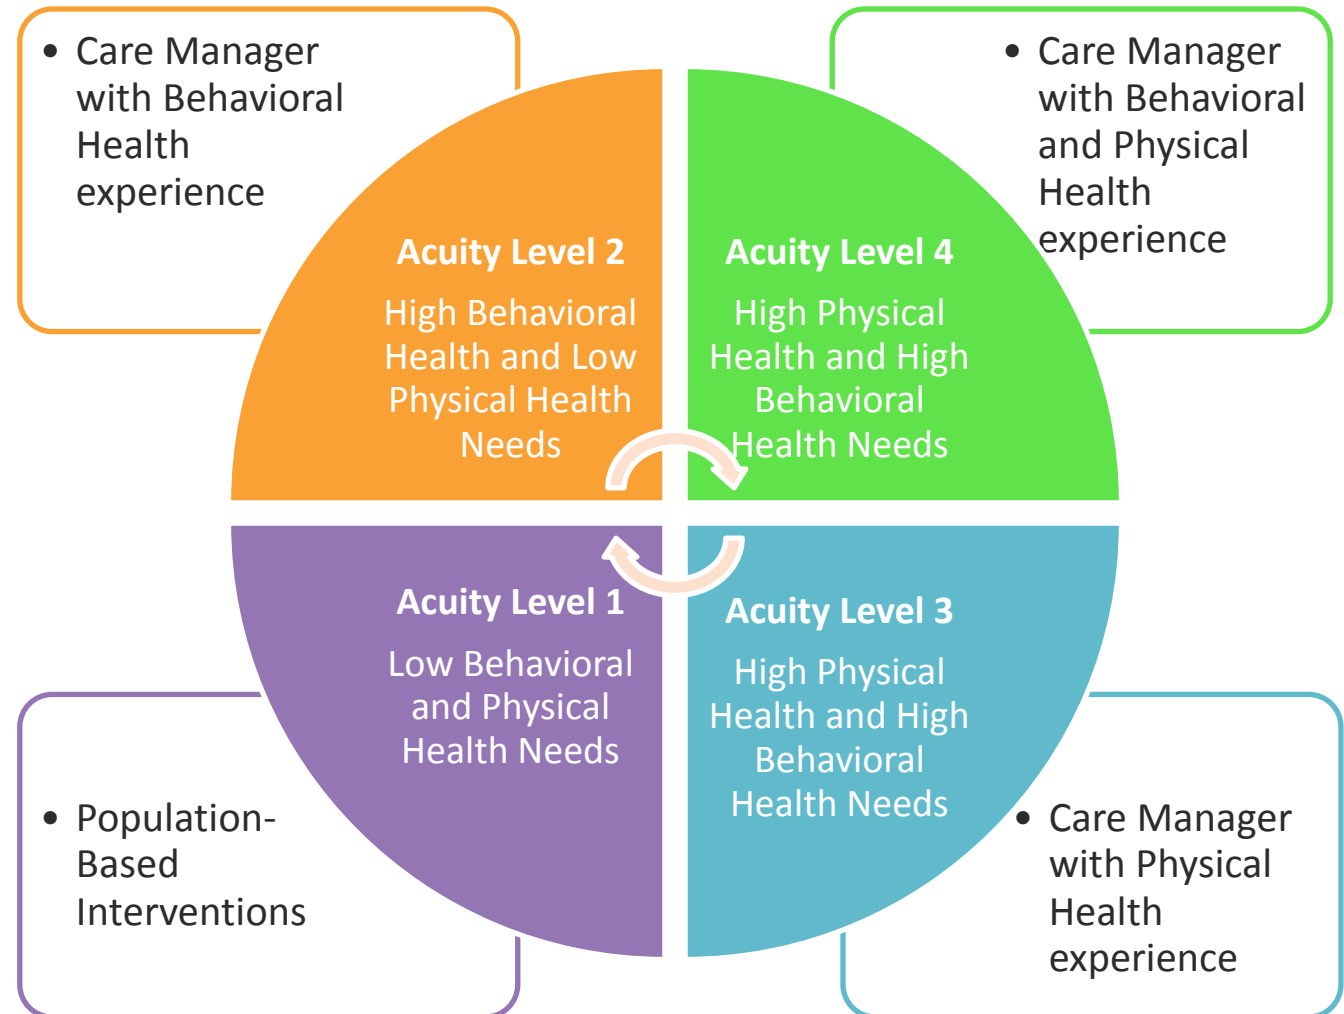 • Care Manager
with Behavioral
Health
experience
Acuity Level 2
High Behavioral
Health and Low
Physical Health
Needs
• Care Manager
with Behavioral
and Physical
Health
experience
Acuity Level 4
High Physical
Health and High
Behavioral
Health Needs
Acuity Level 1
Low Behavioral
and Physical
Health Needs
• Population-
Based
Interventions
Acuity Level 3
High Physical
Health and High
Behavioral
Health Needs
• Care Manager
with Physical
Health
experience